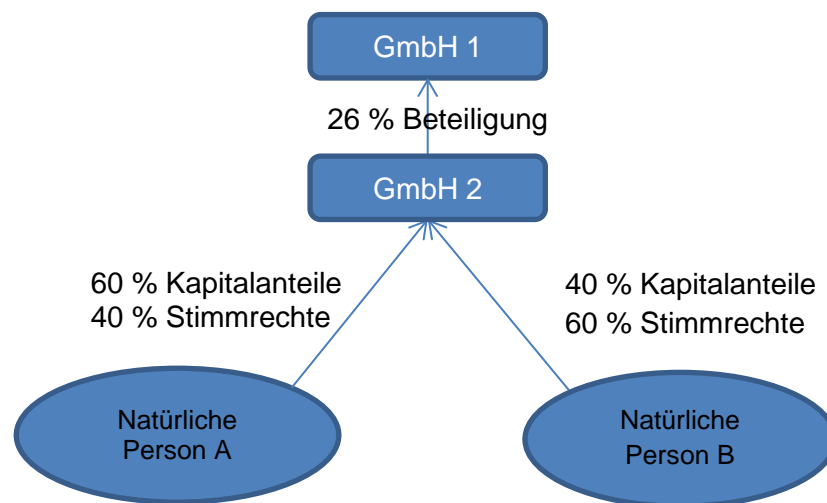 GmbH 1
26 % Beteiligung
GmbH 2
60 % Kapitalanteile
40 % Stimmrechte
40 % Kapitalanteile
60 % Stimmrechte
Natürliche
Person A
Natürliche
Person B